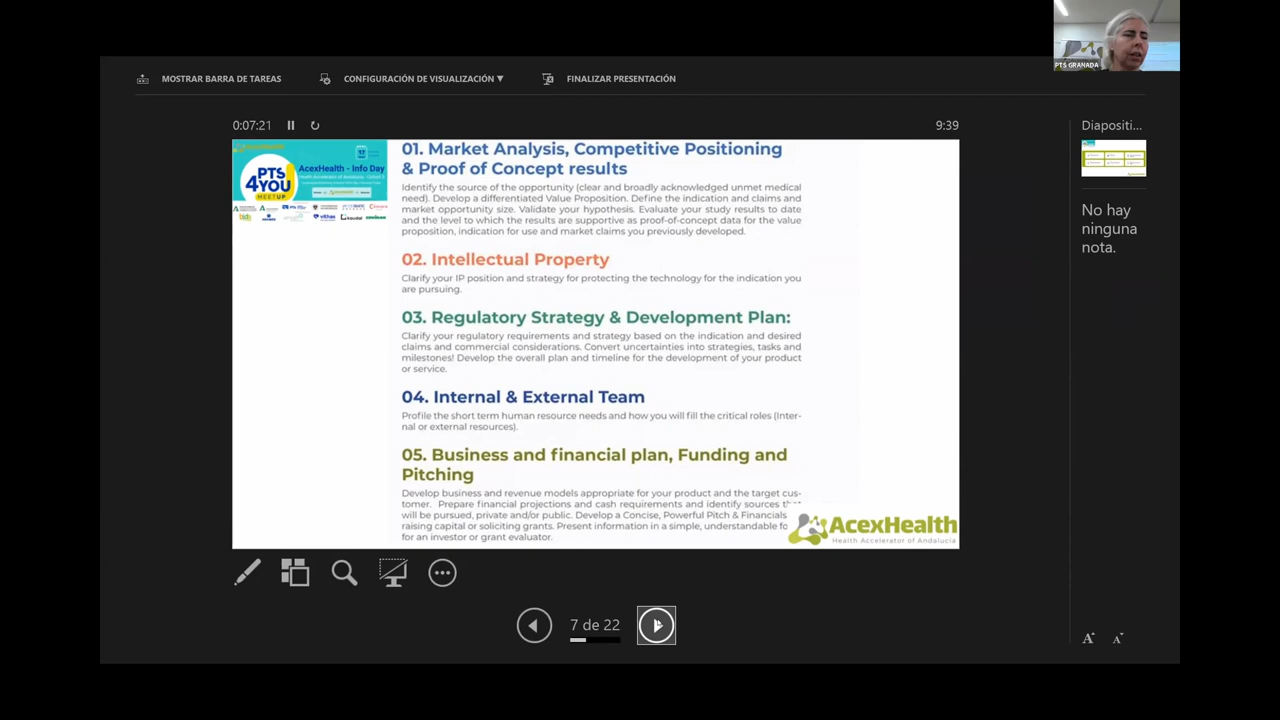 PTS GRANADA
MOSTRAR BARRA DE TAREAS
CONFIGURACIÓN DE VISUALIZACIÓN ▼
FINALIZAR PRESENTACIÓN
0:07:21
9:39
PTS
4YOU
MEETUP
AcexHealth - Info Day
17
vithas
01. Market Analysis, Competitive Positioning
& Proof of Concept results
Identify the source of the opportunity (clear and broadly acknowledged unmet medical
need). Develop a differentiated Value Proposition. Define the indication and claims and
market opportunity size. Validate your hypothesis. Evaluate your study results to date
and the level to which the results are supportive as proof-of-concept data for the value
proposition, indication for use and market claims you previously developed.
02. Intellectual Property
Clarify your IP position and strategy for protecting the technology for the indication you
are pursuing.
03. Regulatory Strategy & Development Plan:
Clarify your regulatory requirements and strategy based on the indication and desired
claims and commercial considerations. Convert uncertainties into strategies, tasks and
milestones! Develop the overall plan and timeline for the development of your product
or service.
04. Internal & External Team
Profile the short term human resource needs and how you will fill the critical roles (Inter-
nal or external resources).
05. Business and financial plan, Funding and
Pitching
Develop business and revenue models appropriate for your product and the target cus-
tomer. Prepare financial projections and cash requirements and identify sources
will be pursued, private and/or public. Develop a Concise, Powerful Pitch & Financials
raising capital or soliciting grants. Present information in a simple, understandable
for an investor or grant evaluator.
AcexHealth
Health Accelerator of Andalucía
7 de 22
Diapositi...
No hay
ninguna
nota.
A
A